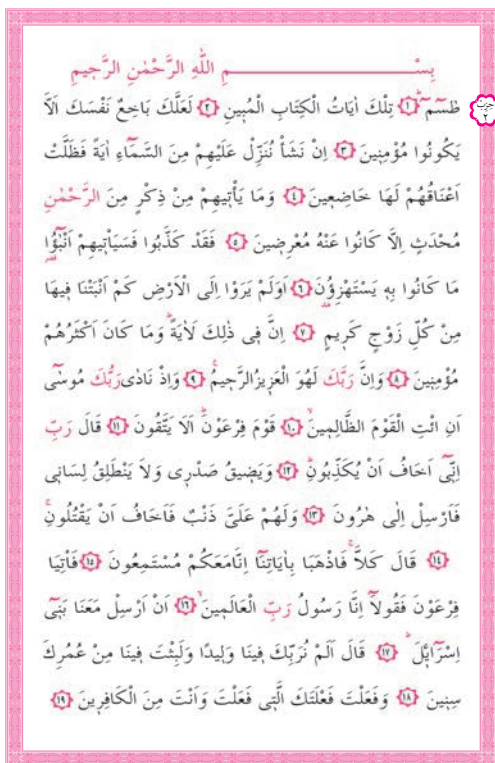 بِسْمِ اللّٰهِ الرَّحْمٰنِ الرَّحِيمِ
حزب ٢
طٰسٓمٓ ﴿١﴾ تِلْكَ اٰيَاتُ الْكِتَابِ الْمُبٖينِ ﴿٢﴾ لَعَلَّكَ بَاخِعٌ نَفْسَكَ اَلَّا
يَكُونُوا مُؤْمِنٖينَ ﴿٣﴾ اِنْ نَشَأْ نُنَزِّلْ عَلَيْهِمْ مِنَ السَّمَٓاءِ اٰيَةً فَظَلَّتْ
اَعْنَاقُهُمْ لَهَا خَاضِعٖينَ ﴿٤﴾ وَمَا يَأْتٖيهِمْ مِنْ ذِكْرٍ مِنَ الرَّحْمٰنِ
مُحْدَثٍ اِلَّا كَانُوا عَنْهُ مُعْرِضٖينَ ﴿٥﴾ فَقَدْ كَذَّبُوا فَسَيَأْتٖيهِمْ اَنْبٰٓؤُا
مَا كَانُوا بِهٖ يَسْتَهْزِؤُنَ ﴿٦﴾ اَوَلَمْ يَرَوْا اِلَى الْاَرْضِ كَمْ اَنْبَتْنَا فٖيهَا
مِنْ كُلِّ زَوْجٍ كَرٖيمٍ ﴿٧﴾ اِنَّ فٖى ذٰلِكَ لَاٰيَةً وَمَا كَانَ اَكْثَرُهُمْ
مُؤْمِنٖينَ ﴿٨﴾ وَاِنَّ رَبَّكَ لَهُوَ الْعَزٖيزُ الرَّحٖيمُ ﴿٩﴾ وَاِذْ نَادٰى رَبُّكَ مُوسٰٓى
اَنِ ائْتِ الْقَوْمَ الظَّالِمٖينَ ﴿١٠﴾ قَوْمَ فِرْعَوْنَ اَلَا يَتَّقُونَ ﴿١١﴾ قَالَ رَبِّ
اِنّٖٓى اَخَافُ اَنْ يُكَذِّبُونِ ﴿١٢﴾ وَيَضٖيقُ صَدْرٖى وَلَا يَنْطَلِقُ لِسَانٖى
فَاَرْسِلْ اِلٰى هٰرُونَ ﴿١٣﴾ وَلَهُمْ عَلَىَّ ذَنْبٌ فَاَخَافُ اَنْ يَقْتُلُونِ
﴿١٤﴾ قَالَ كَلَّا فَاذْهَبَا بِاٰيَاتِنَٓا اِنَّا مَعَكُمْ مُسْتَمِعُونَ ﴿١٥﴾ فَأْتِيَا
فِرْعَوْنَ فَقُولَٓا اِنَّا رَسُولُ رَبِّ الْعَالَمٖينَ ﴿١٦﴾ اَنْ اَرْسِلْ مَعَنَا بَنٖٓى
اِسْرَٓائٖلَ ﴿١٧﴾ قَالَ اَلَمْ نُرَبِّكَ فٖينَا وَلٖيدًا وَلَبِثْتَ فٖينَا مِنْ عُمُرِكَ
سِنٖينَ ﴿١٨﴾ وَفَعَلْتَ فَعْلَتَكَ الَّتٖى فَعَلْتَ وَاَنْتَ مِنَ الْكَافِرٖينَ ﴿١٩﴾